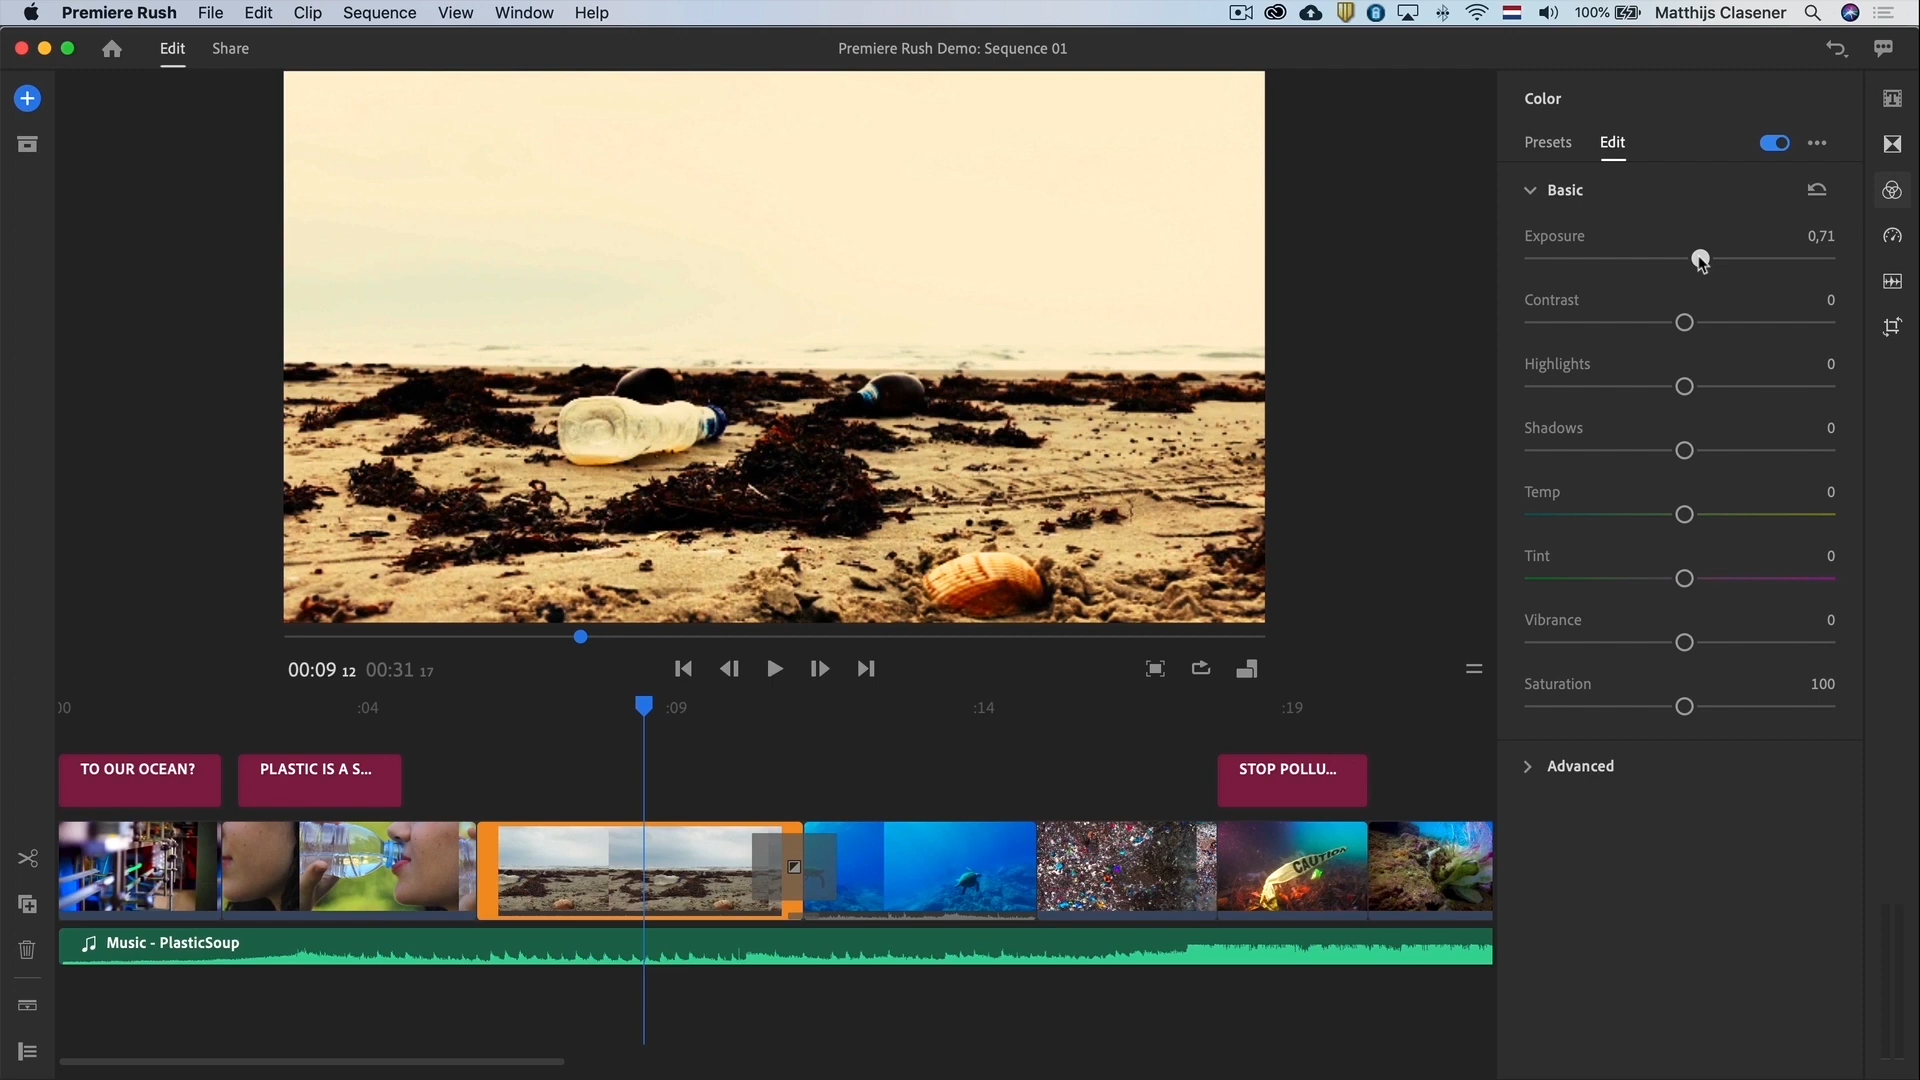 Premiere Rush File Edit Clip Sequence View Window Help 100% Matthijs Clasener
Edit Share Premiere Rush Demo: Sequence 01
Color
Presets Edit
Basic
Exposure 0,71
Contrast 0
Highlights 0
Shadows 0
Temp 0
Tint 0
Vibrance 0
Saturation 100
Advanced
00:09 12 00:31 17
00 :04 :09 :14 :19
TO OUR OCEAN? PLASTIC IS A S... STOP POLLU...
CAUTION
Music - PlasticSoup